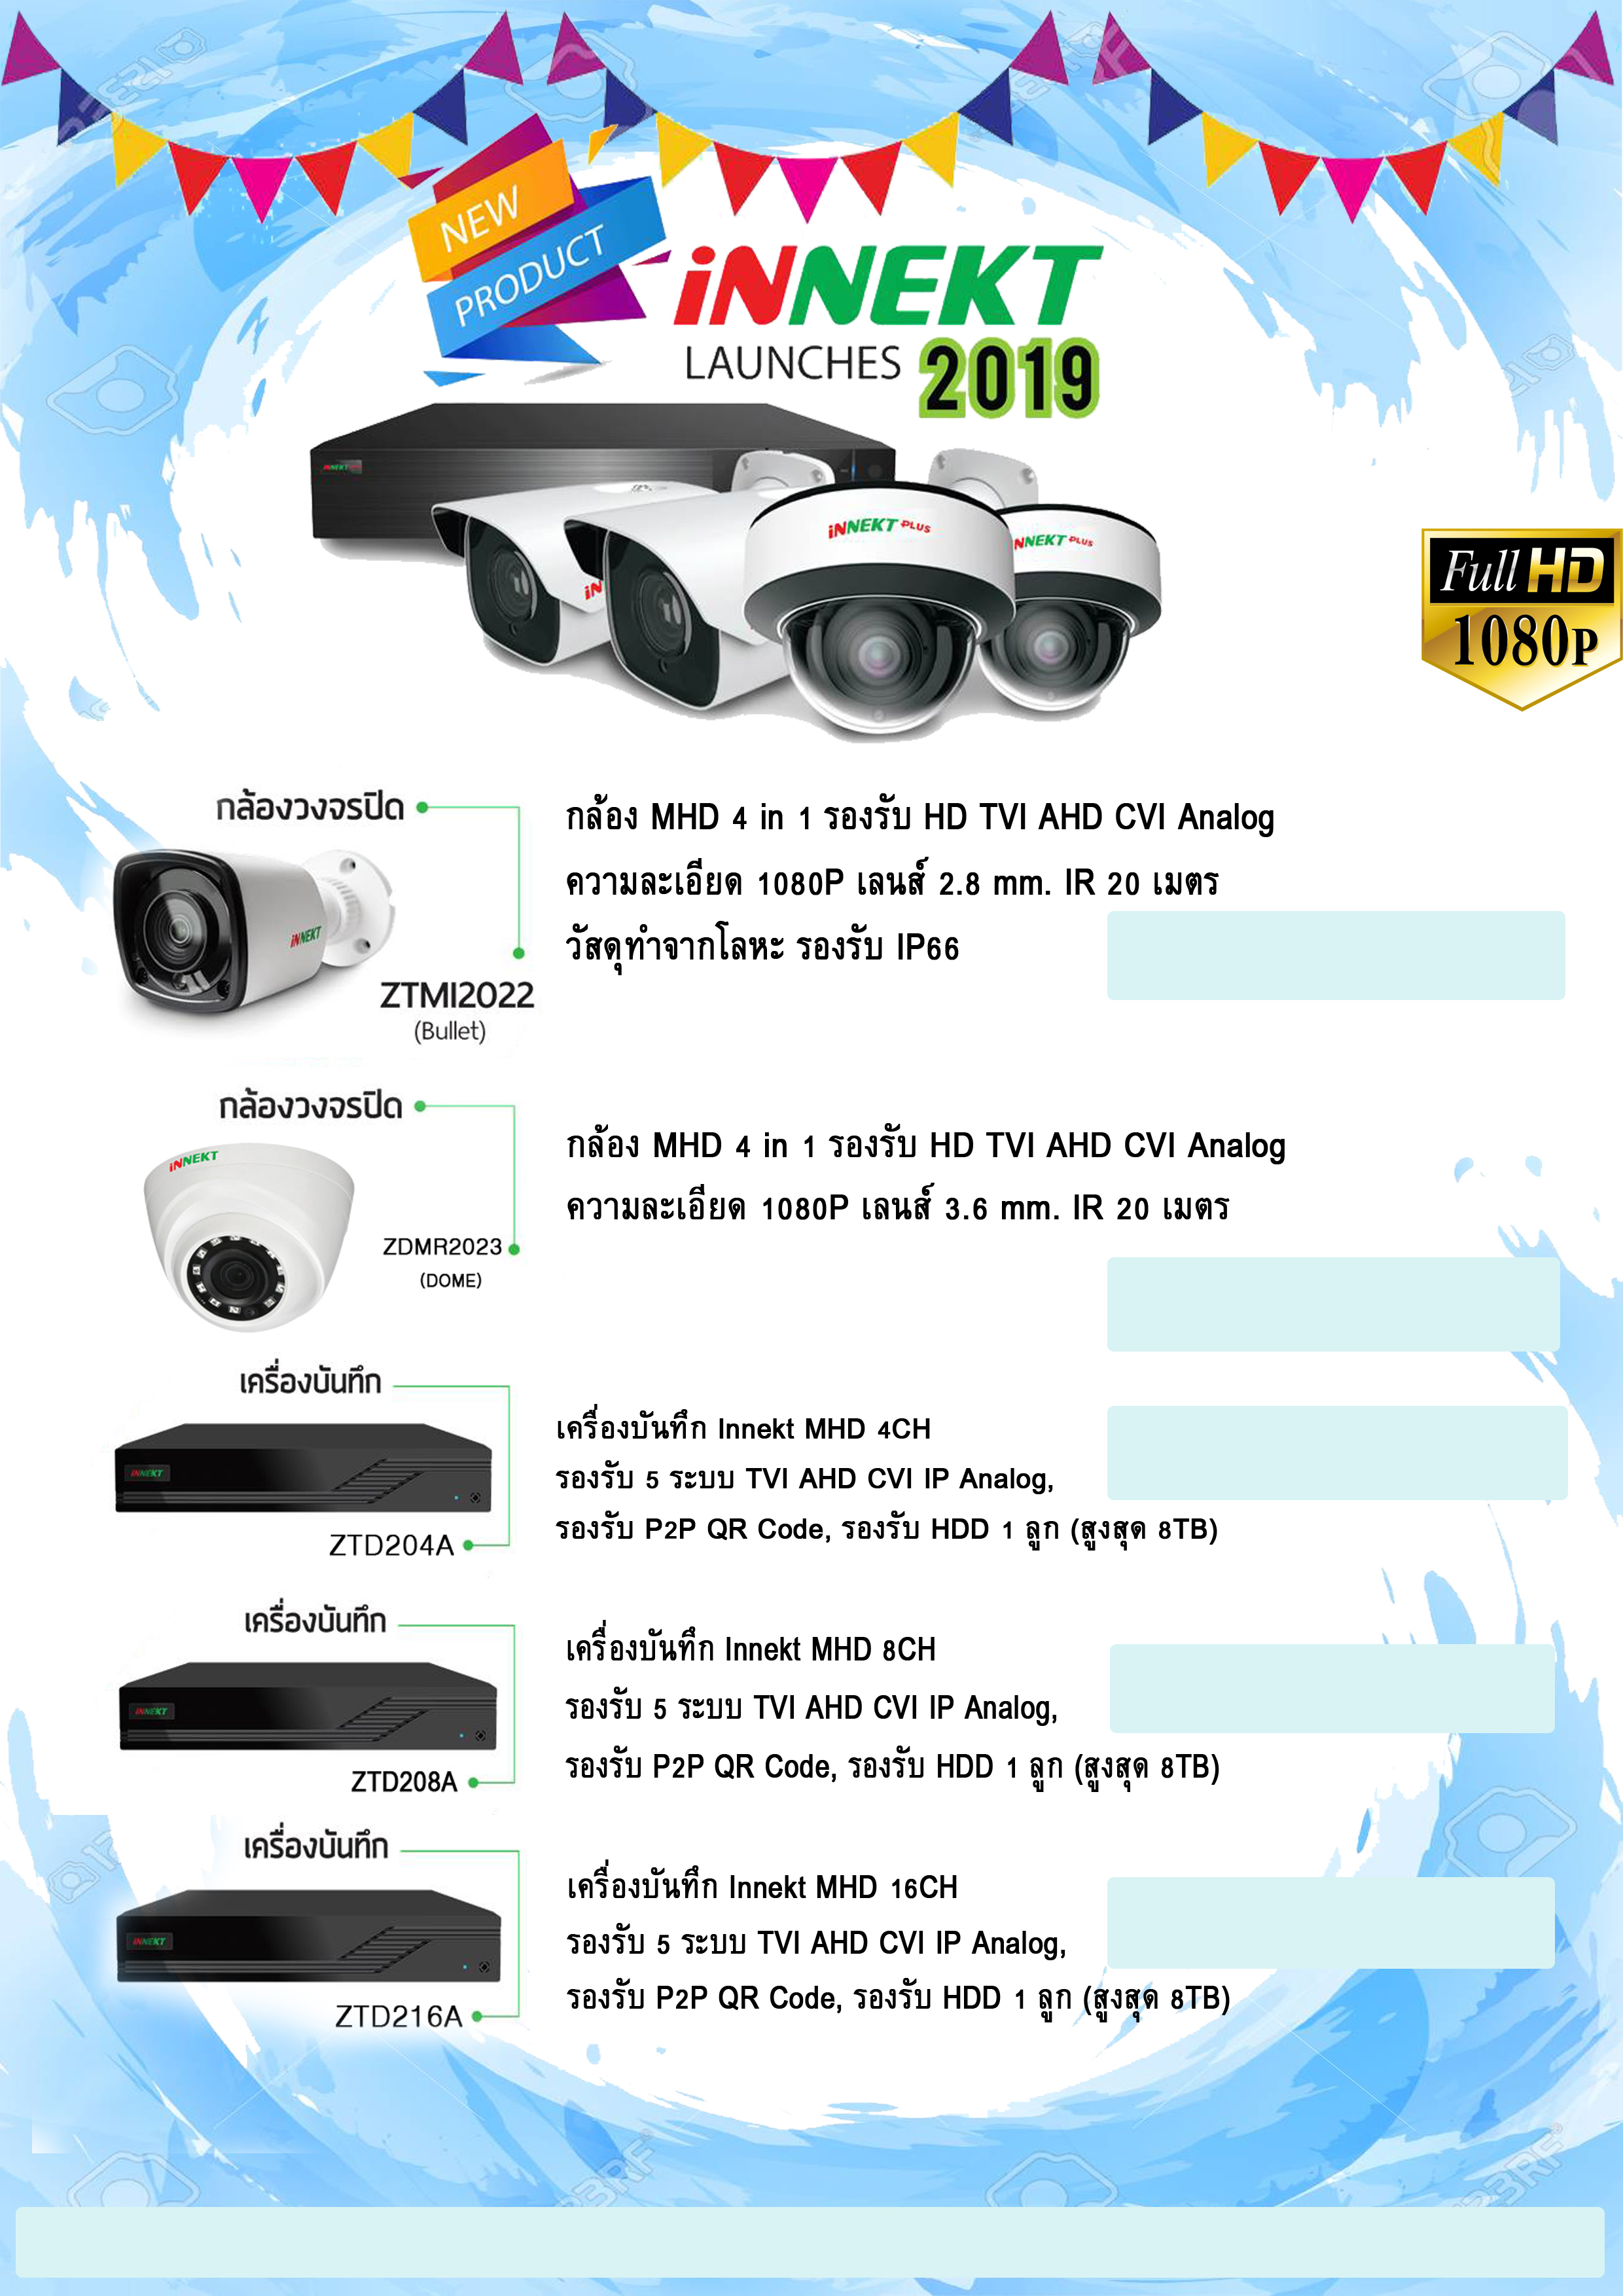 NEW
PRODUCT
iNNEKT
LAUNCHES 2019
iNNEKT PLUS
NNEKT PLUS
Full HD
1080P
กล้องวงจรปิด
iNNEKT
ZTMI2022
(Bullet)
กล้อง MHD 4 in 1 รองรับ HD TVI AHD CVI Analog
ความละเอียด 1080P เลนส์ 2.8 mm. IR 20 เมตร
วัสดุทำจากโลหะ รองรับ IP66
กล้องวงจรปิด
iNNEKT
ZDMR2023
(DOME)
กล้อง MHD 4 in 1 รองรับ HD TVI AHD CVI Analog
ความละเอียด 1080P เลนส์ 3.6 mm. IR 20 เมตร
เครื่องบันทึก
iNNEKT
ZTD204A
เครื่องบันทึก Innekt MHD 4CH
รองรับ 5 ระบบ TVI AHD CVI IP Analog,
รองรับ P2P QR Code, รองรับ HDD 1 ลูก (สูงสุด 8TB)
เครื่องบันทึก
iNNEKT
ZTD208A
เครื่องบันทึก Innekt MHD 8CH
รองรับ 5 ระบบ TVI AHD CVI IP Analog,
รองรับ P2P QR Code, รองรับ HDD 1 ลูก (สูงสุด 8TB)
เครื่องบันทึก
iNNEKT
ZTD216A
เครื่องบันทึก Innekt MHD 16CH
รองรับ 5 ระบบ TVI AHD CVI IP Analog,
รองรับ P2P QR Code, รองรับ HDD 1 ลูก (สูงสุด 8TB)